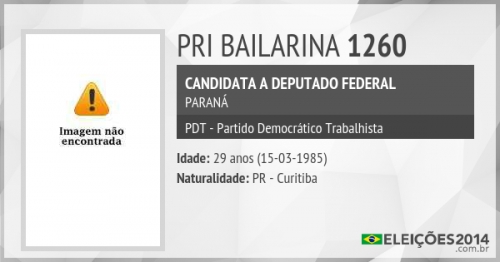 PRI BAILARINA 1260
CANDIDATA A DEPUTADO FEDERAL
PARANÁ
PDT - Partido Democrático Trabalhista
Imagem não
encontrada
Idade: 29 anos (15-03-1985)
Naturalidade: PR - Curitiba
ELEIÇÕES2014
.com.br